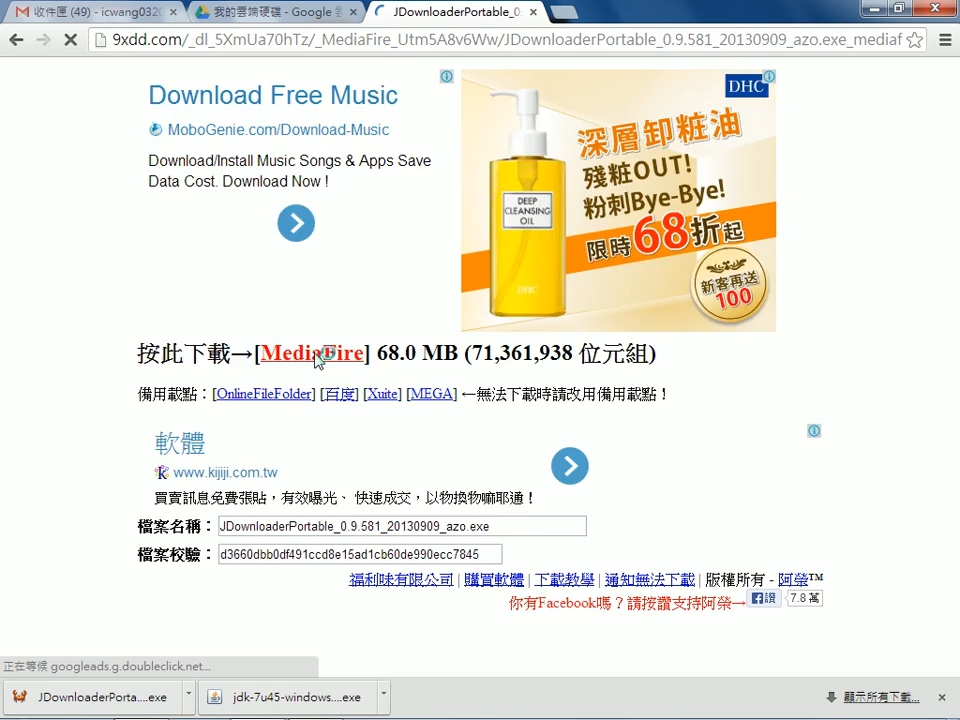 收件匣 (49) - icwang032
我的雲端硬碟 - Google 雲
JDownloaderPortable_0.
9xdd.com/_dl_5XmUa70hTz/_MediaFire_Utm5A8v6Ww/JDownloaderPortable_0.9.581_20130909_azo.exe_mediaf
Download Free Music
MoboGenie.com/Download-Music
Download/Install Music Songs & Apps Save
Data Cost. Download Now !
DHC
深層卸粧油
殘粧OUT!
粉刺Bye-Bye!
限時68折起
DEEP
CLEANSING
OIL
DHC
新客再送
100
按此下載→[MediaFire] 68.0 MB (71,361,938 位元組)
備用載點：[OnlineFileFolder] [百度] [Xuite] [MEGA] ←無法下載時請改用備用載點！
軟體
www.kijiji.com.tw
買賣訊息免費張貼，有效曝光、 快速成交，以物換物嘛耶通！
檔案名稱： JDownloaderPortable_0.9.581_20130909_azo.exe
檔案校驗： d3660dbb0df491ccd8e15ad1cb60de990ecc7845
福利味有限公司 | 購買軟體 | 下載教學 | 通知無法下載 | 版權所有 - 阿榮™
你有Facebook嗎？請按讚支持阿榮→ 讚 7.8 萬
正在等候 googleads.g.doubleclick.net...
JDownloaderPorta....exe
jdk-7u45-windows....exe
顯示所有下載...